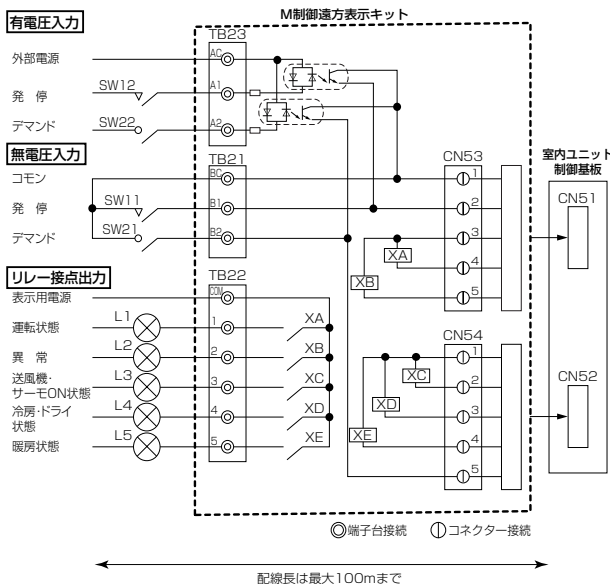 M制御遠方表示キット
有電圧入力
TB23
外部電源
AC
発 停
SW12
A1
デマンド
SW22
A2
無電圧入力
TB21
コモン
BC
発 停
SW11
B1
デマンド
SW21
B2
CN53
1
2
3
4
5
XA
XB
室内ユニット
制御基板
CN51
CN52
リレー接点出力
TB22
表示用電源
COM
運転状態
L1
1
XA
異 常
L2
2
XB
送風機・
サーモON状態
L3
3
XC
冷房・ドライ
状態
L4
4
XD
暖房状態
L5
5
XE
CN54
1
2
3
4
5
XC
XD
XE
端子台接続
コネクター接続
配線長は最大100mまで